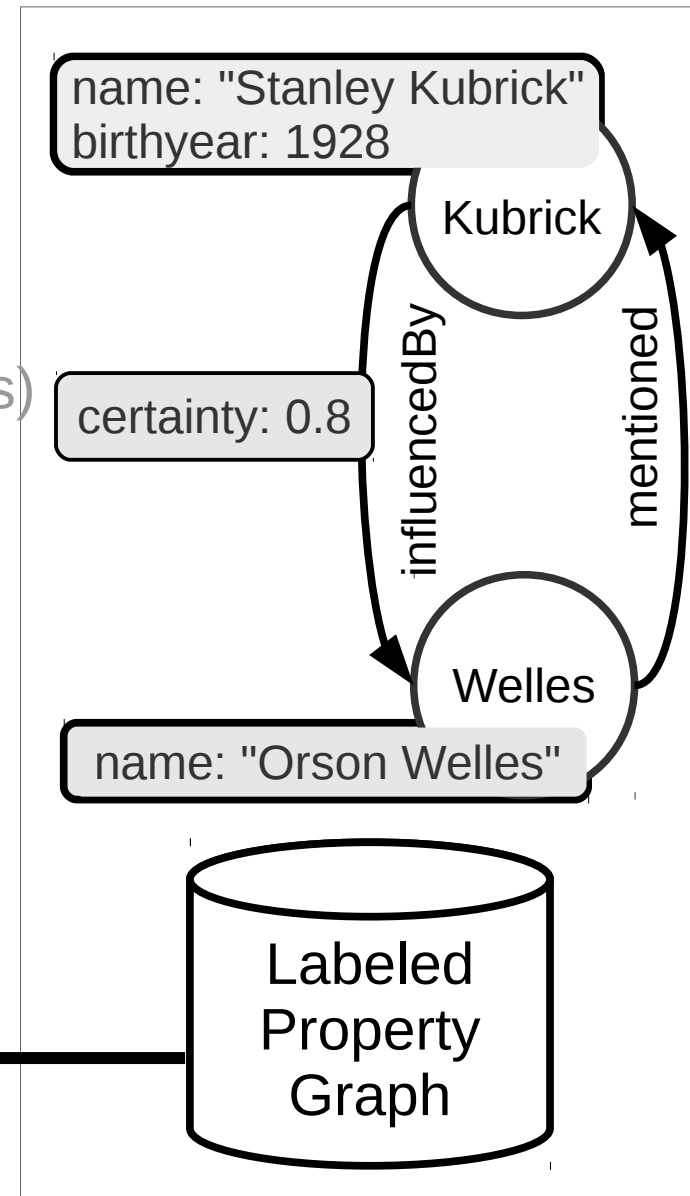 name: "Stanley Kubrick"
birthyear: 1928
Kubrick
influencedBy
mentioned
s)
certainty: 0.8
Welles
name: "Orson Welles"
Labeled
Property
Graph